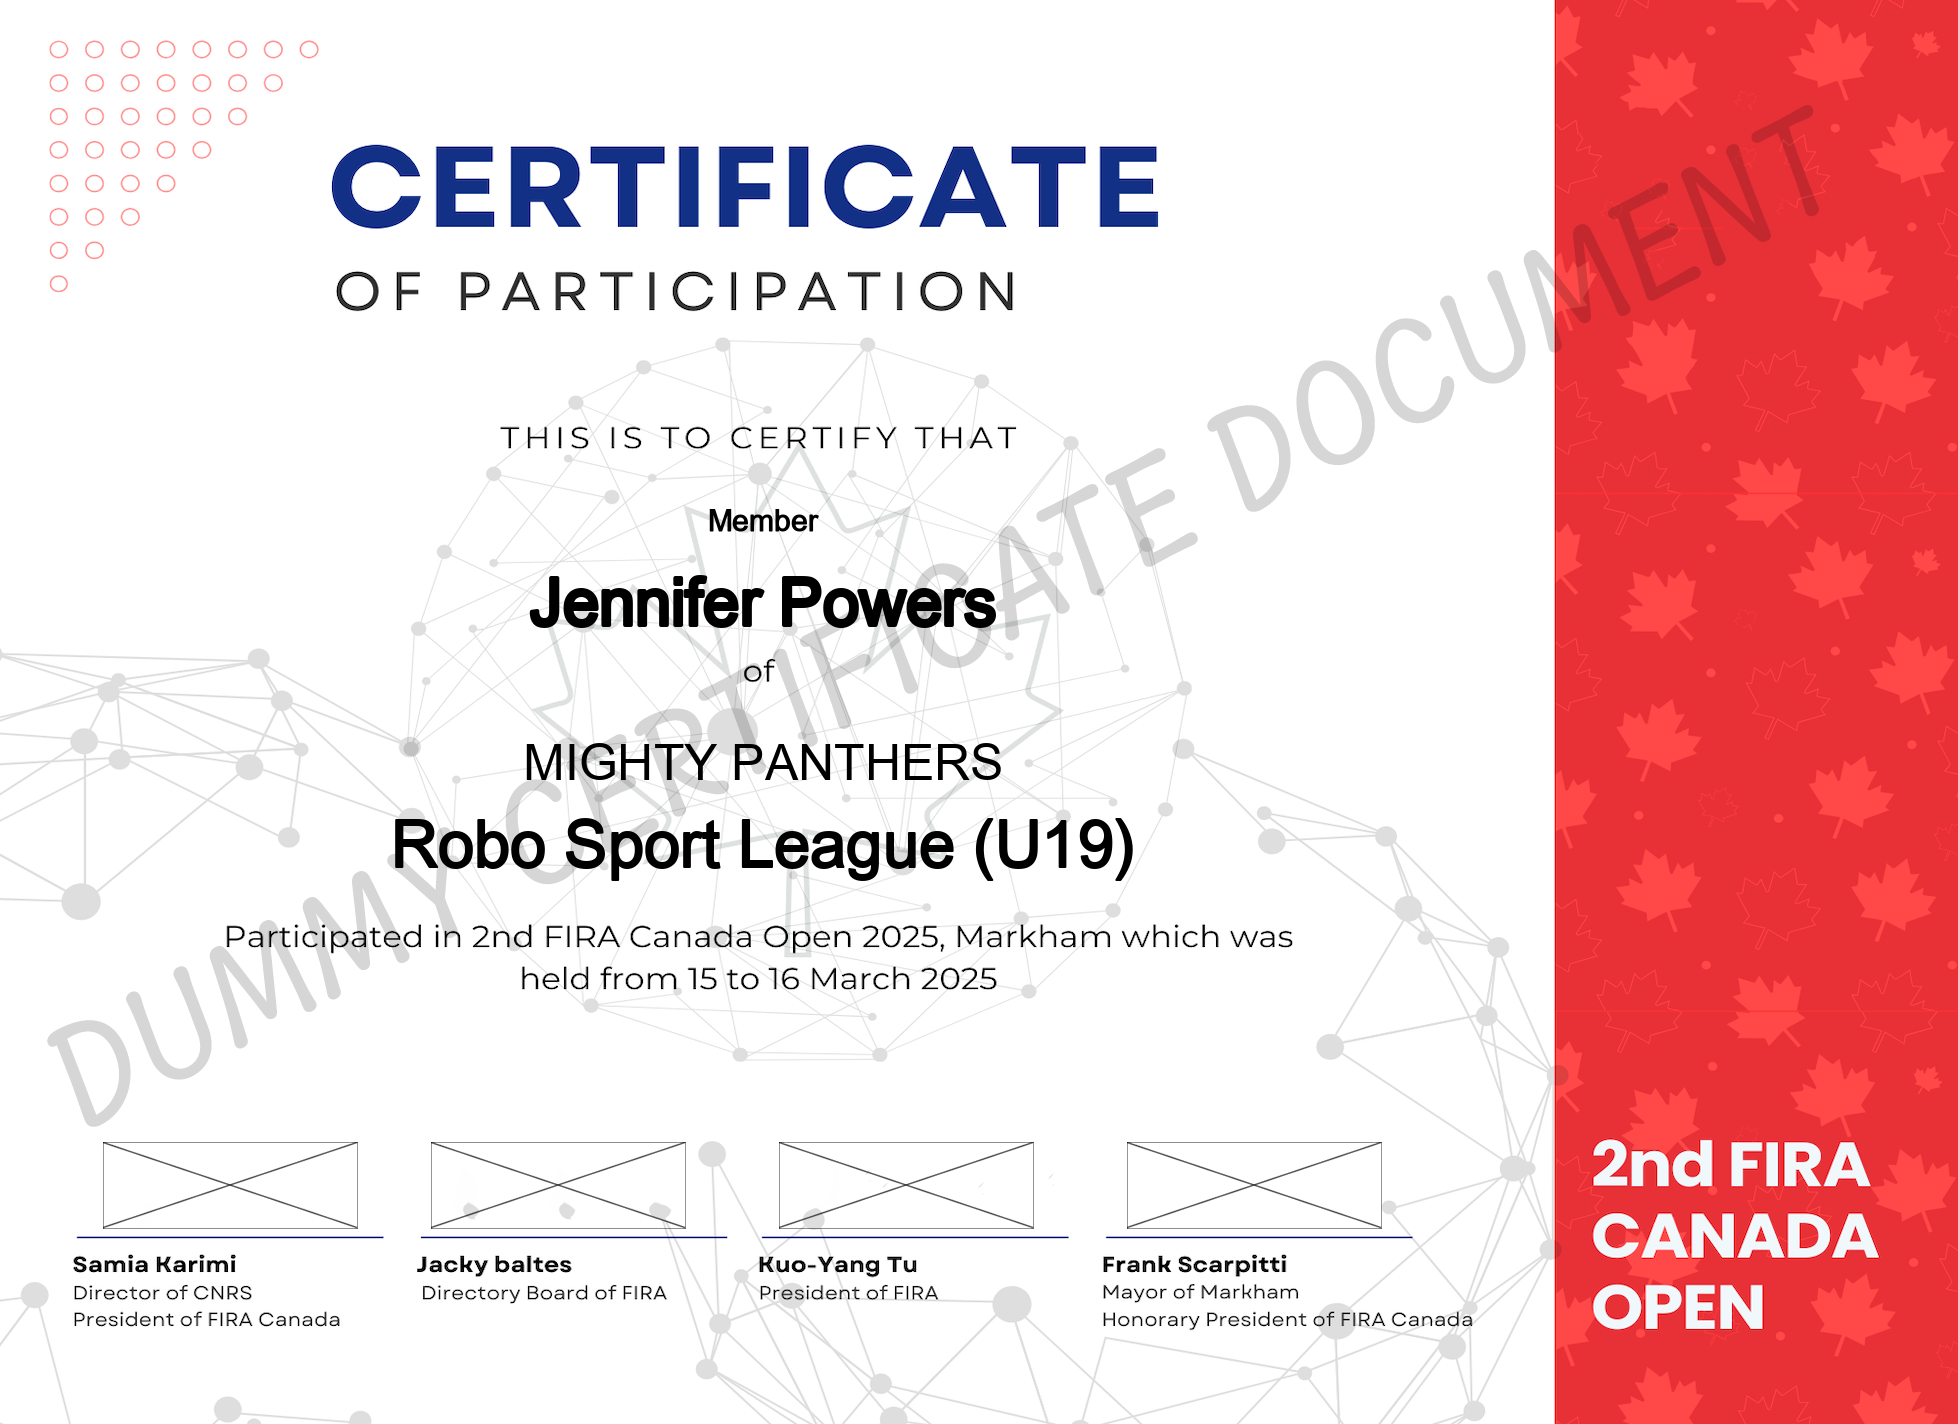 CERTIFICATE
OF PARTICIPATION
THIS IS TO CERTIFY THAT
Member
Jennifer Powers
of
MIGHTY PANTHERS
Robo Sport League (U19)
Participated in 2nd FIRA Canada Open 2025, Markham which was
held from 15 to 16 March 2025
DUMMY CERTIFICATE DOCUMENT
Samia Karimi
Director of CNRS
President of FIRA Canada
Jacky baltes
Directory Board of FIRA
Kuo-Yang Tu
President of FIRA
Frank Scarpitti
Mayor of Markham
Honorary President of FIRA Canada
2nd FIRA
CANADA
OPEN